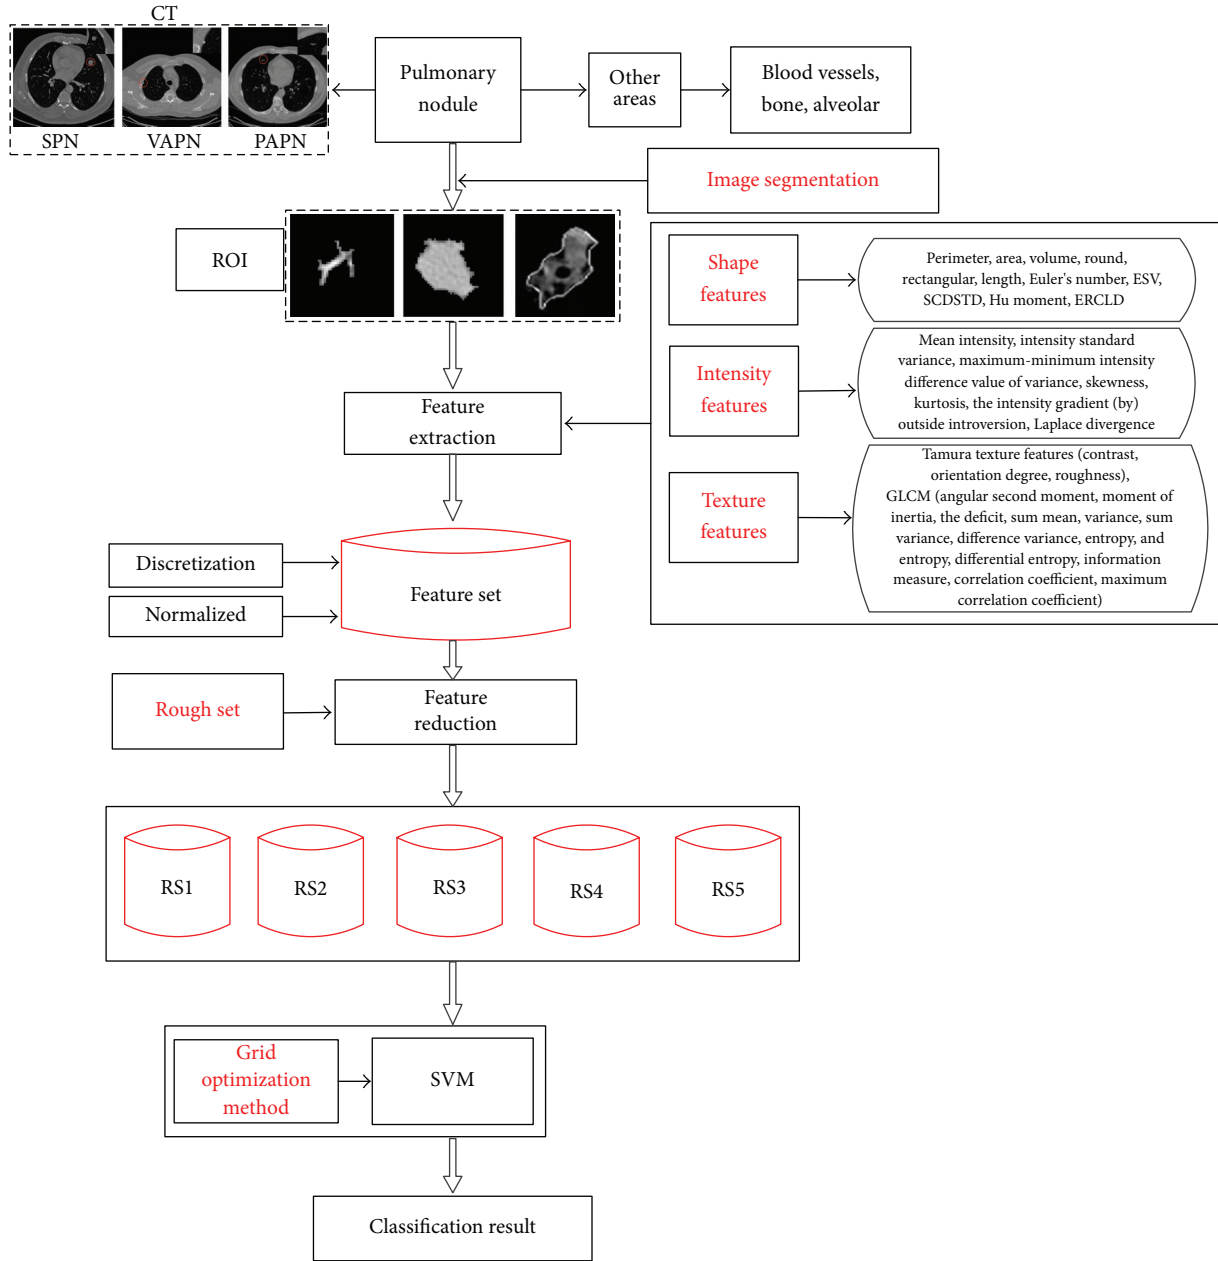 CT
SPN
VAPN
PAPN
Pulmonary
nodule
Other
areas
Blood vessels,
bone, alveolar
Image segmentation
ROI
Shape
features
Perimeter, area, volume, round,
rectangular, length, Euler's number, ESV,
SCDSTD, Hu moment, ERCLD
Intensity
features
Mean intensity, intensity standard
variance, maximum-minimum intensity
difference value of variance, skewness,
kurtosis, the intensity gradient (by)
outside introversion, Laplace divergence
Texture
features
Tamura texture features (contrast,
orientation degree, roughness),
GLCM (angular second moment, moment of
inertia, the deficit, sum mean, variance, sum
variance, difference variance, entropy, and
entropy, differential entropy, information
measure, correlation coefficient, maximum
correlation coefficient)
Feature
extraction
Discretization
Normalized
Feature set
Rough set
Feature
reduction
RS1
RS2
RS3
RS4
RS5
Grid
optimization
method
SVM
Classification result